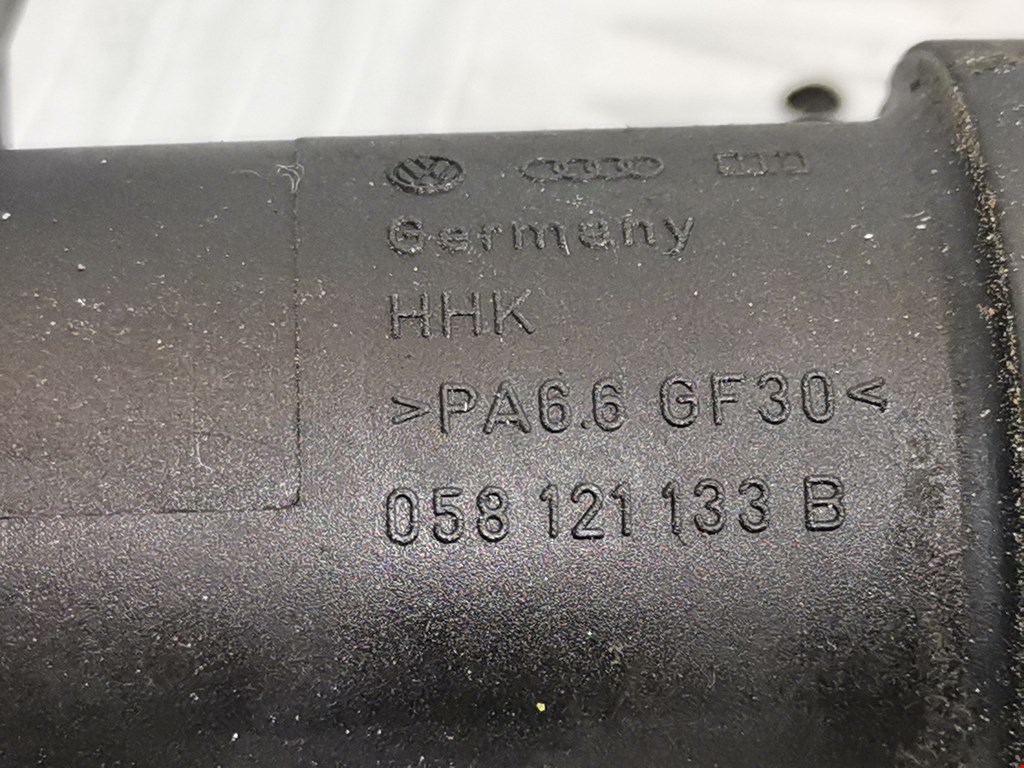 Germany
HHK
>PA6.6 GF30<
058 121 133 B